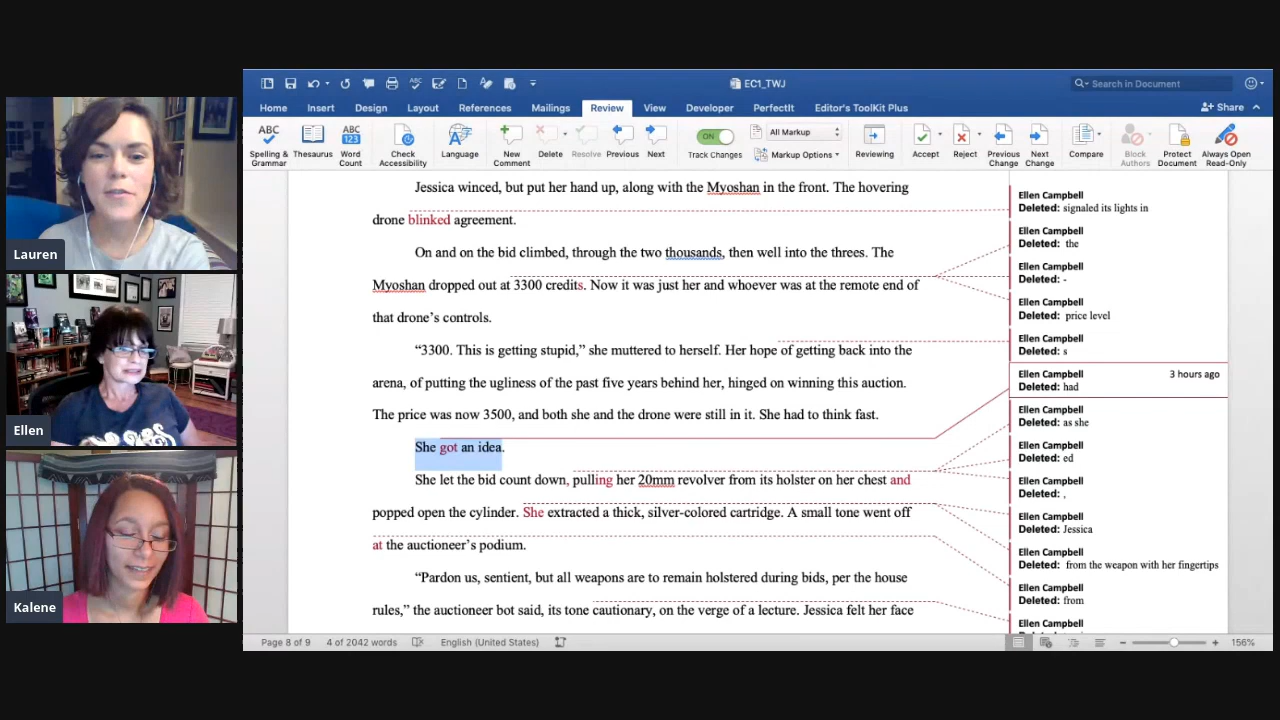 EC1_TWJ
Search in Document
Home Insert Design Layout References Mailings Review View Developer PerfectIt Editor's ToolKit Plus
Share
ABC Spelling & Grammar
Thesaurus
ABC 123 Word Count
Check Accessibility
Language
New Comment
Delete
Resolve
Previous
Next
ON Track Changes
All Markup
Markup Options
Reviewing
Accept
Reject
Previous Change
Next Change
Compare
Block Authors
Protect Document
Always Open Read-Only
Lauren
Ellen
Kalene
Jessica winced, but put her hand up, along with the Myoshan in the front. The hovering
drone blinked agreement.
On and on the bid climbed, through the two thousands, then well into the threes. The
Myoshan dropped out at 3300 credits. Now it was just her and whoever was at the remote end of
that drone's controls.
“3300. This is getting stupid,” she muttered to herself. Her hope of getting back into the
arena, of putting the ugliness of the past five years behind her, hinged on winning this auction.
The price was now 3500, and both she and the drone were still in it. She had to think fast.
She got an idea.
She let the bid count down, pulling her 20mm revolver from its holster on her chest and
popped open the cylinder. She extracted a thick, silver-colored cartridge. A small tone went off
at the auctioneer's podium.
“Pardon us, sentient, but all weapons are to remain holstered during bids, per the house
rules,” the auctioneer bot said, its tone cautionary, on the verge of a lecture. Jessica felt her face
Ellen Campbell
Deleted: signaled its lights in
Ellen Campbell
Deleted: the
Ellen Campbell
Deleted: -
Ellen Campbell
Deleted: price level
Ellen Campbell
Deleted: s
Ellen Campbell 3 hours ago
Deleted: had
Ellen Campbell
Deleted: as she
Ellen Campbell
Deleted: ed
Ellen Campbell
Deleted: ,
Ellen Campbell
Deleted: Jessica
Ellen Campbell
Deleted: from the weapon with her fingertips
Ellen Campbell
Deleted: from
Ellen Campbell
Page 8 of 9 4 of 2042 words English (United States) 156%